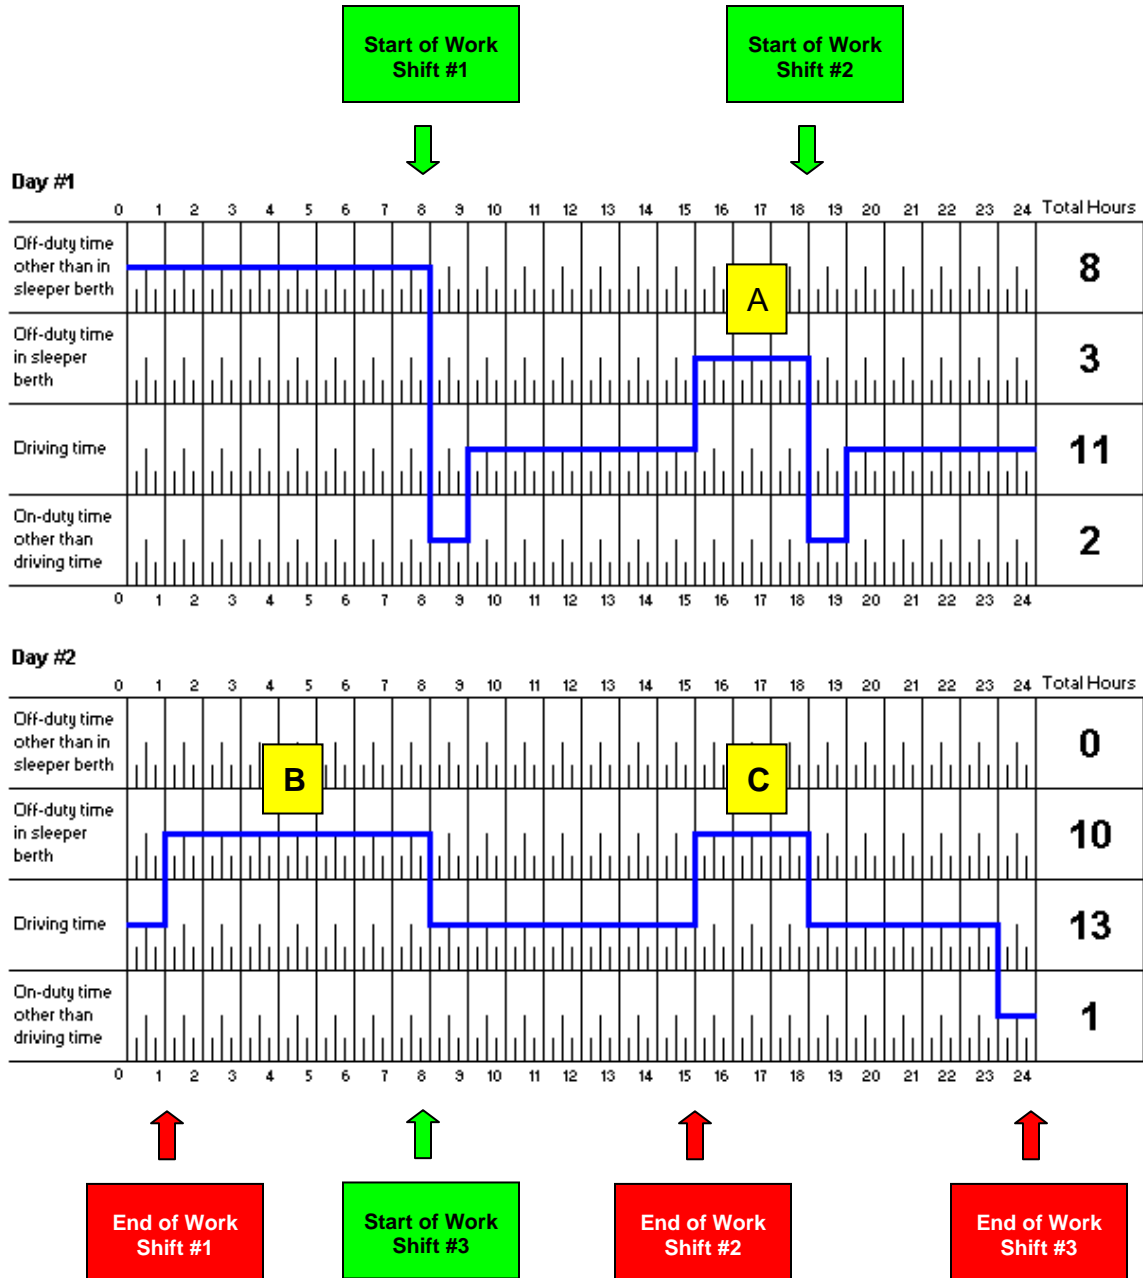 Start of Work
Shift #1
Start of Work
Shift #2
Day #1
0 1 2 3 4 5 6 7 8 9 10 11 12 13 14 15 16 17 18 19 20 21 22 23 24 Total Hours
Off-duty time
other than in
sleeper berth
8
A
Off-duty time
in sleeper
berth
3
Driving time
11
On-duty time
other than
driving time
2
0 1 2 3 4 5 6 7 8 9 10 11 12 13 14 15 16 17 18 19 20 21 22 23 24
Day #2
0 1 2 3 4 5 6 7 8 9 10 11 12 13 14 15 16 17 18 19 20 21 22 23 24 Total Hours
Off-duty time
other than in
sleeper berth
0
B
C
Off-duty time
in sleeper
berth
10
Driving time
13
On-duty time
other than
driving time
1
0 1 2 3 4 5 6 7 8 9 10 11 12 13 14 15 16 17 18 19 20 21 22 23 24
End of Work
Shift #1
Start of Work
Shift #3
End of Work
Shift #2
End of Work
Shift #3